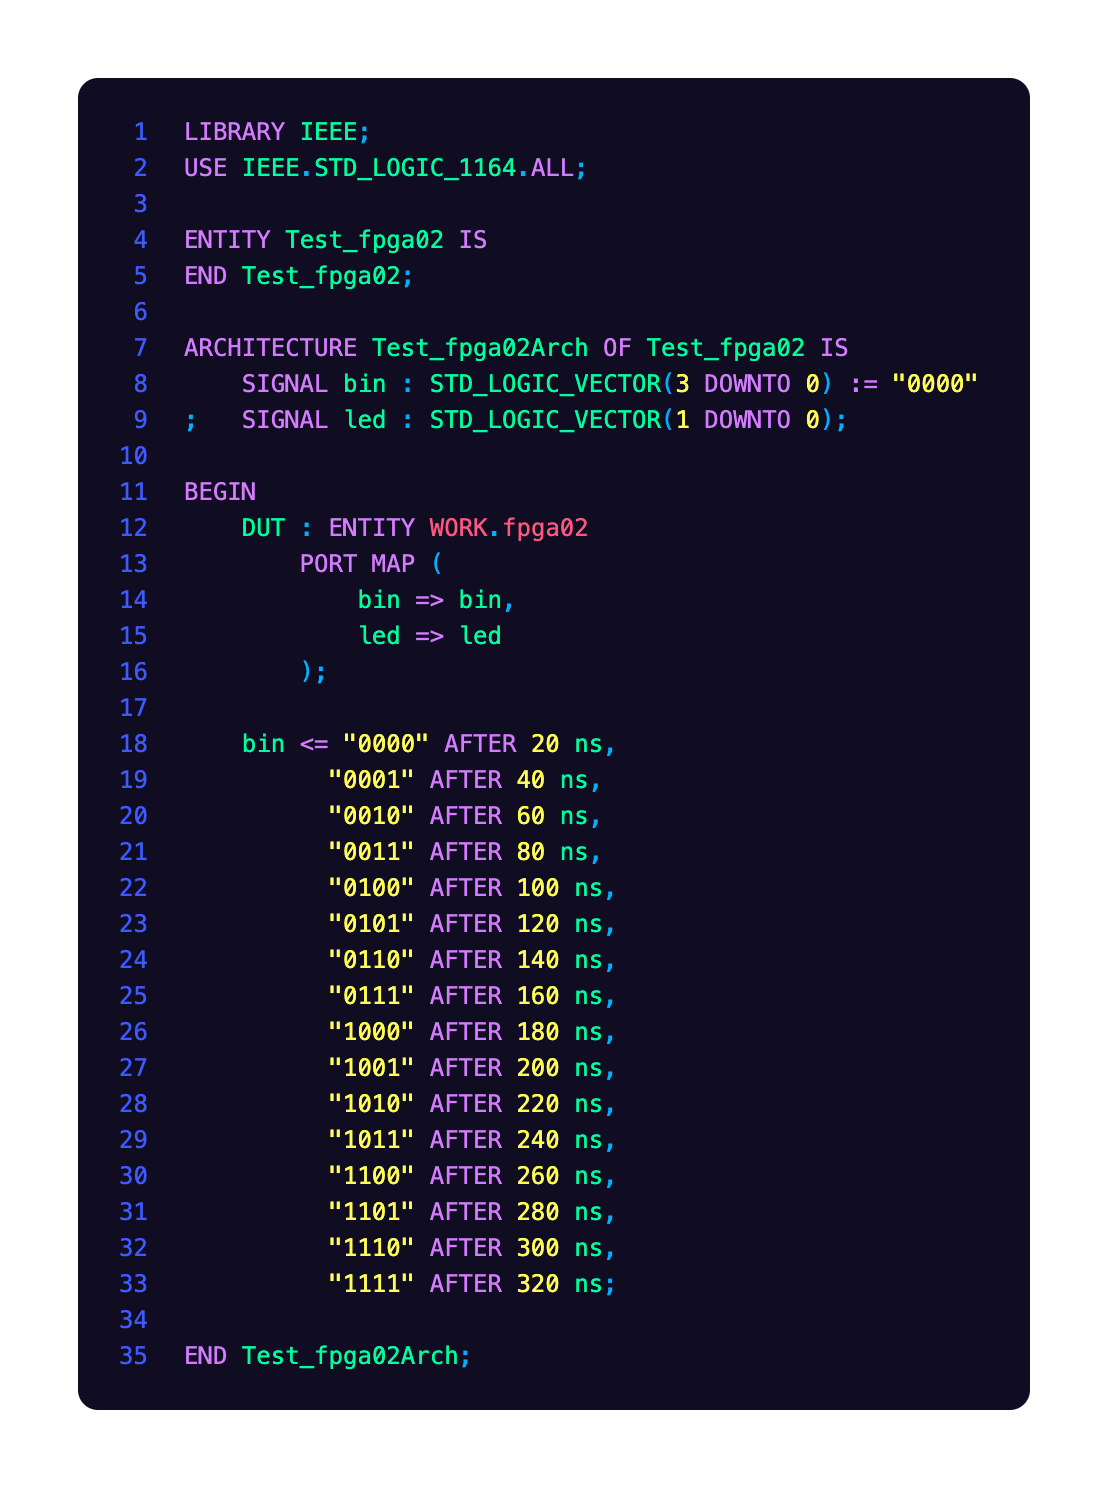 1 LIBRARY IEEE;
2 USE IEEE.STD_LOGIC_1164.ALL;
3
4 ENTITY Test_fpga02 IS
5 END Test_fpga02;
6
7 ARCHITECTURE Test_fpga02Arch OF Test_fpga02 IS
8     SIGNAL bin : STD_LOGIC_VECTOR(3 DOWNTO 0) := "0000"
9 ;   SIGNAL led : STD_LOGIC_VECTOR(1 DOWNTO 0);
10
11 BEGIN
12     DUT : ENTITY WORK.fpga02
13         PORT MAP (
14             bin => bin,
15             led => led
16         );
17
18     bin <= "0000" AFTER 20 ns,
19           "0001" AFTER 40 ns,
20           "0010" AFTER 60 ns,
21           "0011" AFTER 80 ns,
22           "0100" AFTER 100 ns,
23           "0101" AFTER 120 ns,
24           "0110" AFTER 140 ns,
25           "0111" AFTER 160 ns,
26           "1000" AFTER 180 ns,
27           "1001" AFTER 200 ns,
28           "1010" AFTER 220 ns,
29           "1011" AFTER 240 ns,
30           "1100" AFTER 260 ns,
31           "1101" AFTER 280 ns,
32           "1110" AFTER 300 ns,
33           "1111" AFTER 320 ns;
34
35 END Test_fpga02Arch;